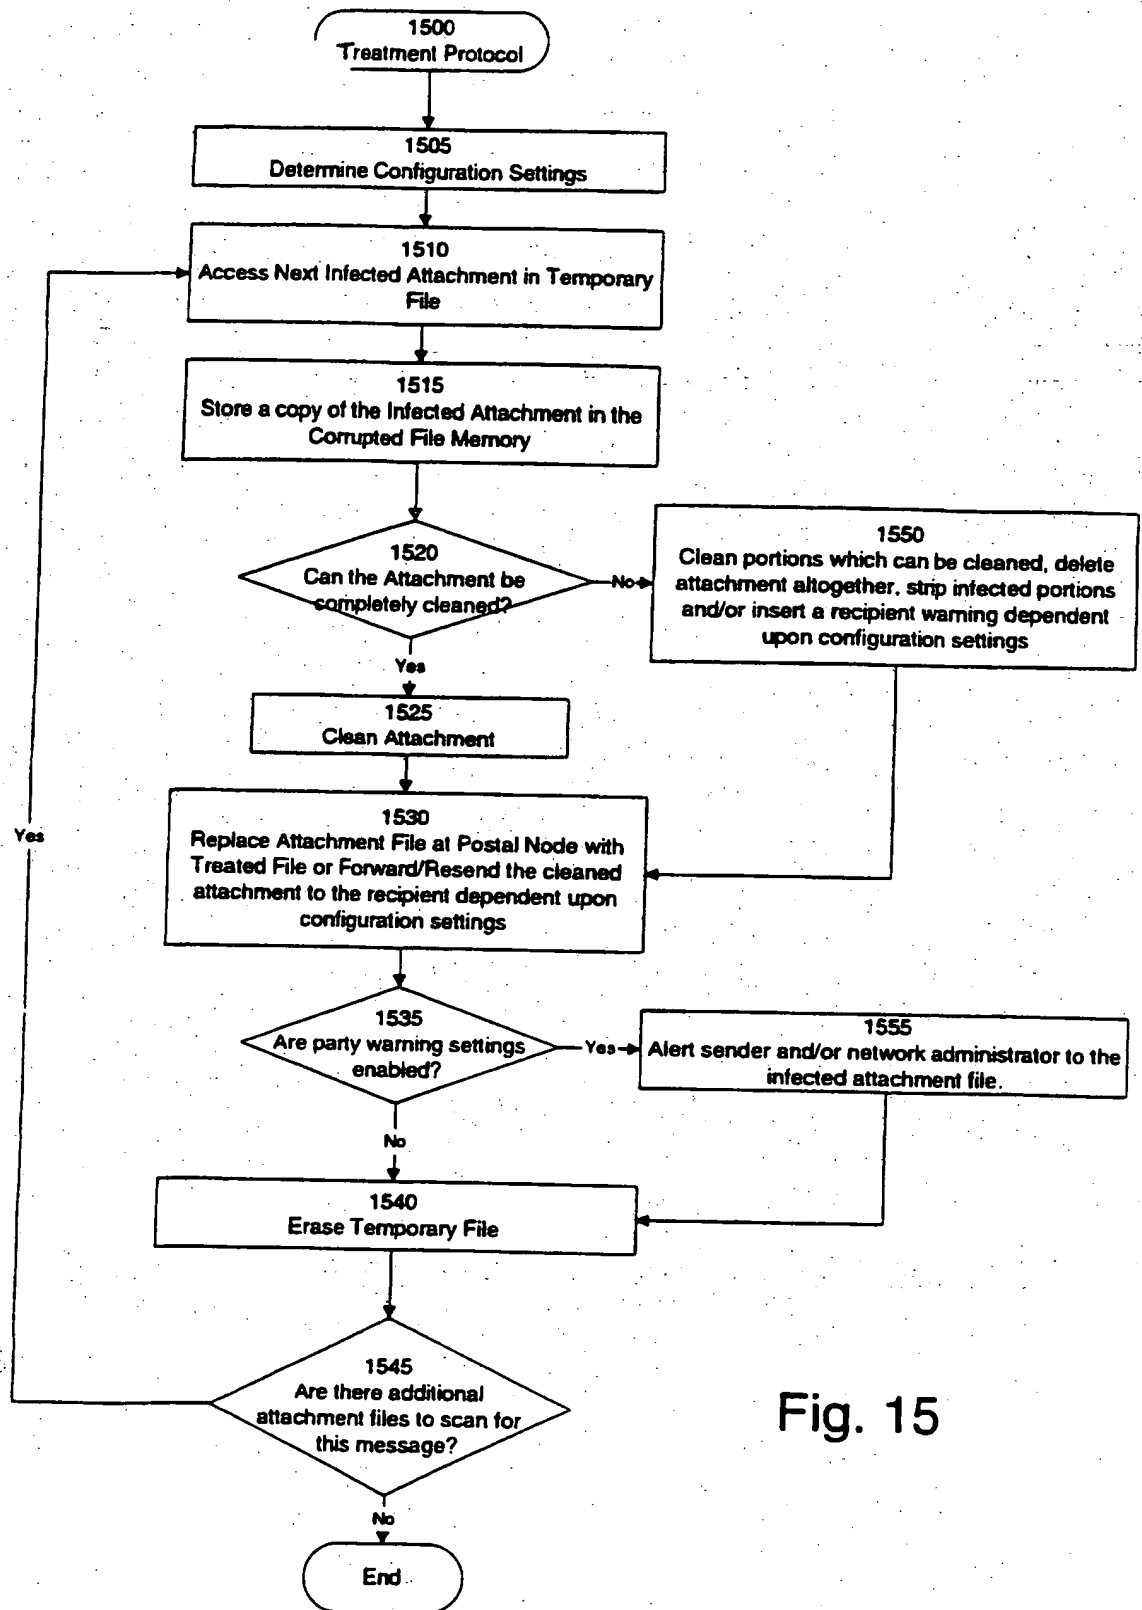 1500
Treatment Protocol
1505
Determine Configuration Settings
1510
Access Next Infected Attachment in Temporary
File
1515
Store a copy of the Infected Attachment in the
Corrupted File Memory
1520
Can the Attachment be
completely cleaned?
No
1550
Clean portions which can be cleaned, delete
attachment altogether, strip infected portions
and/or insert a recipient warning dependent
upon configuration settings
Yes
1525
Clean Attachment
1530
Replace Attachment File at Postal Node with
Treated File or Forward/Resend the cleaned
attachment to the recipient dependent upon
configuration settings
Yes
1535
Are party warning settings
enabled?
Yes
1555
Alert sender and/or network administrator to the
infected attachment file.
No
1540
Erase Temporary File
1545
Are there additional
attachment files to scan for
this message?
Fig. 15
No
End